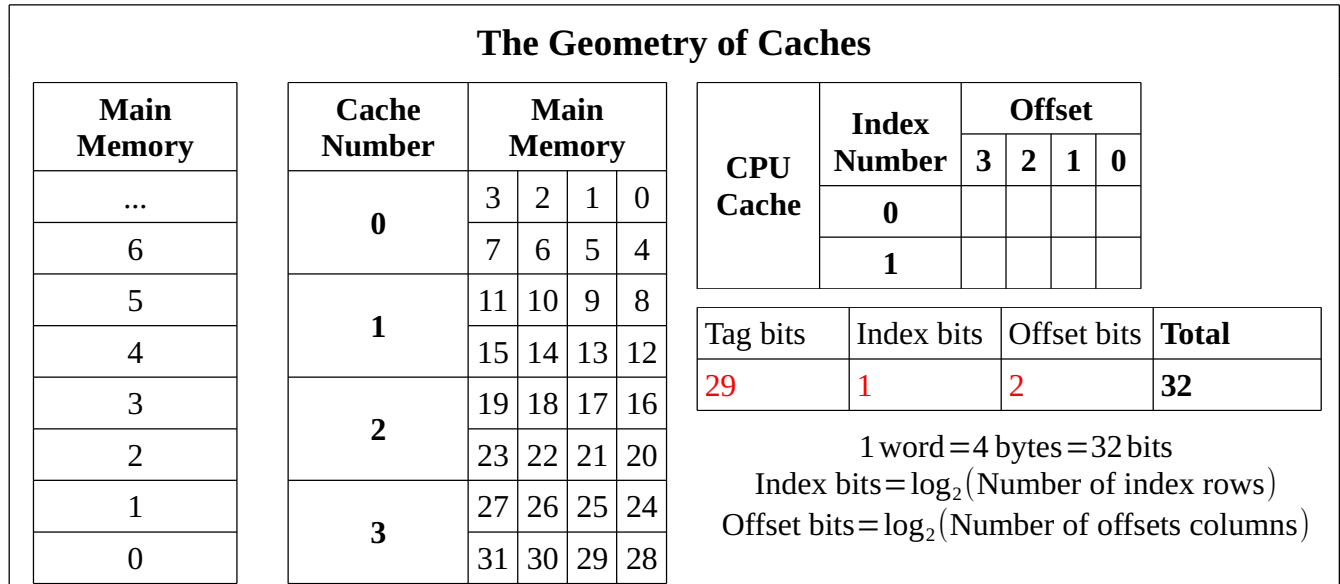 The Geometry of Caches
Main
Memory
...
6
5
4
3
2
1
0
Cache
Number
Main
Memory
0
3 2 1 0
7 6 5 4
1
11 10 9 8
15 14 13 12
2
19 18 17 16
23 22 21 20
3
27 26 25 24
31 30 29 28
CPU
Cache
Index
Number
Offset
3 2 1 0
0
1
Tag bits Index bits Offset bits Total
29 1 2 32
1 word=4 bytes=32 bits
Index bits=log₂(Number of index rows)
Offset bits=log₂(Number of offsets columns)